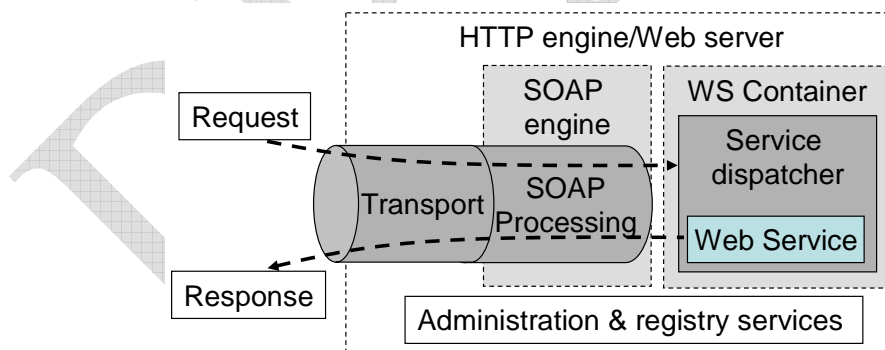 HTTP engine/Web server
SOAP
engine
WS Container
Request
Service
dispatcher
Transport
SOAP
Processing
Web Service
Response
Administration & registry services